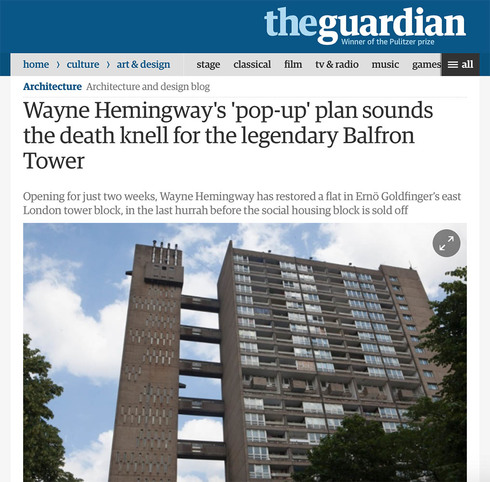 theguardian
Winner of the Pulitzer prize
home › culture › art & design stage classical film tv & radio music games all
Architecture Architecture and design blog
Wayne Hemingway's 'pop-up' plan sounds
the death knell for the legendary Balfron
Tower
Opening for just two weeks, Wayne Hemingway has restored a flat in Ernö Goldfinger's east
London tower block, in the last hurrah before the social housing block is sold off